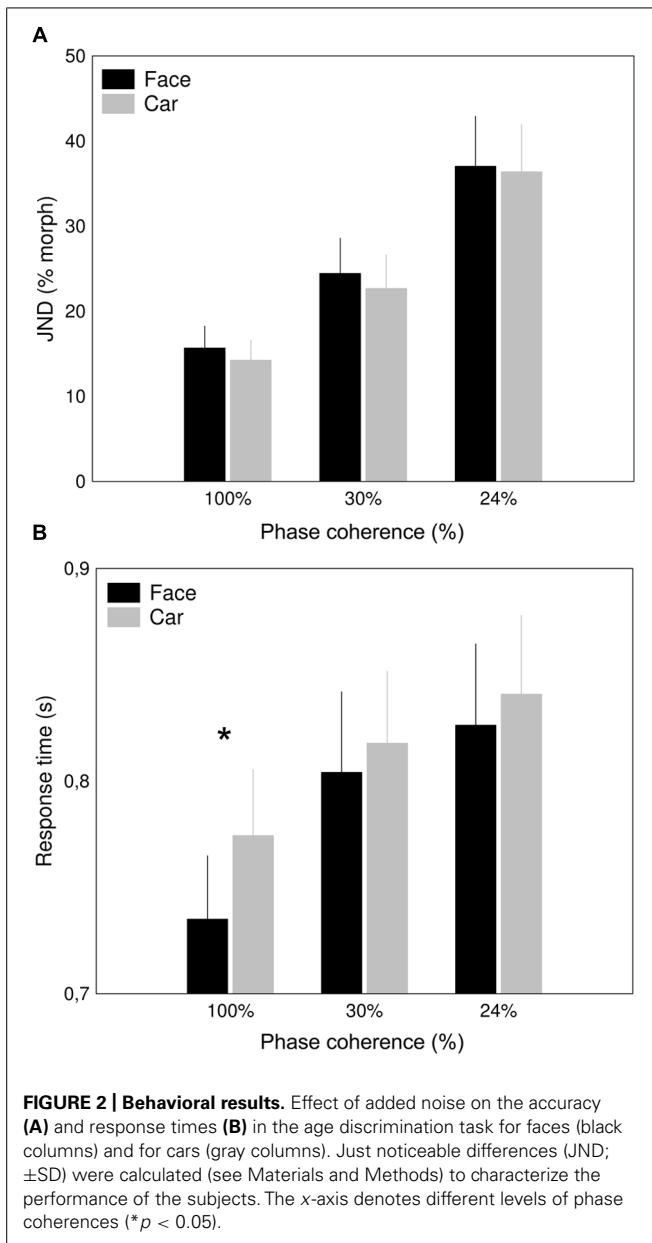 A
50
40
30
20
10
0
JND (% morph)
Face
Car
100% 30% 24%
Phase coherence (%)
B
0,9
0,8
0,7
Response time (s)
Face
Car
*
100% 30% 24%
Phase coherence (%)
FIGURE 2 | Behavioral results. Effect of added noise on the accuracy
(A) and response times (B) in the age discrimination task for faces (black
columns) and for cars (gray columns). Just noticeable differences (JND;
±SD) were calculated (see Materials and Methods) to characterize the
performance of the subjects. The x-axis denotes different levels of phase
coherences (*p < 0.05).